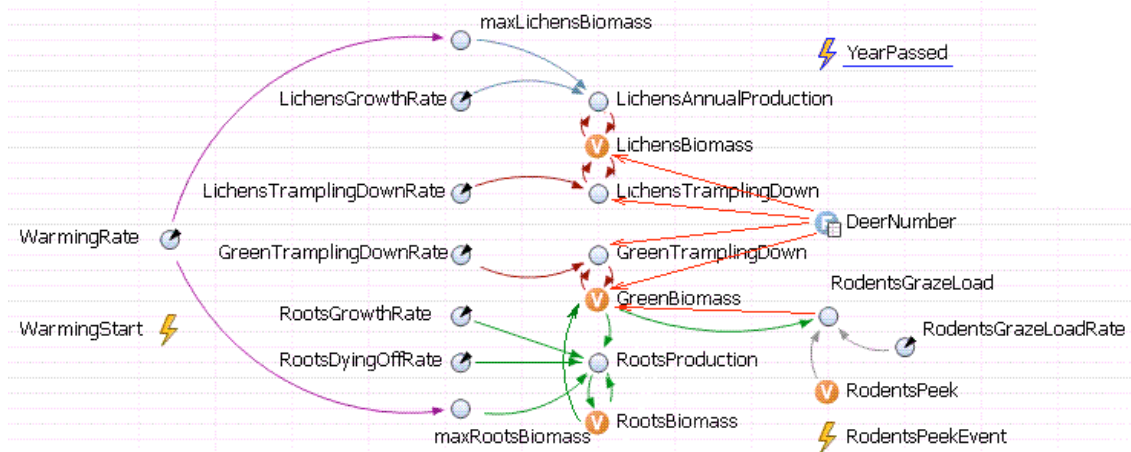 maxLichensBiomass
YearPassed
LichensGrowthRate
LichensAnnualProduction
LichensBiomass
LichensTramplingDownRate
LichensTramplingDown
DeerNumber
WarmingRate
GreenTramplingDownRate
GreenTramplingDown
RodentsGrazeLoad
GreenBiomass
RootsGrowthRate
WarmingStart
RodentsGrazeLoadRate
RootsDyingOffRate
RootsProduction
RodentsPeek
maxRootsBiomass
RootsBiomass
RodentsPeekEvent